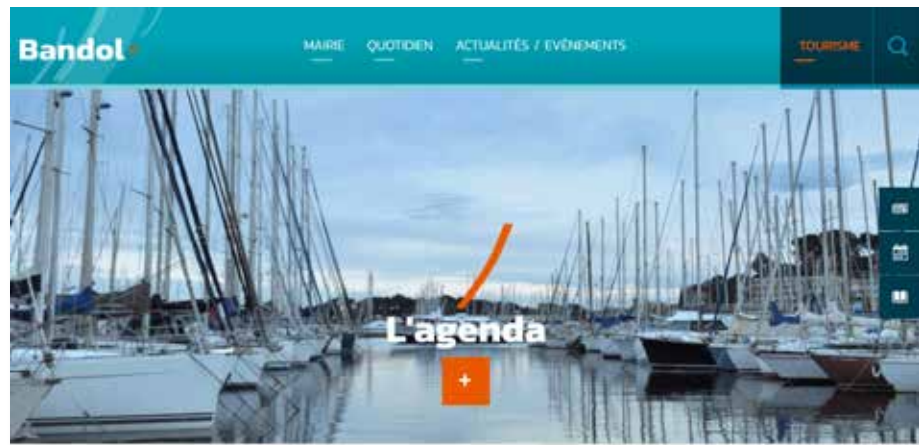 Bandol
MAIRIE QUOTIDIEN ACTUALITÉS / EVÉNEMENTS TOURISME
L'agenda
+